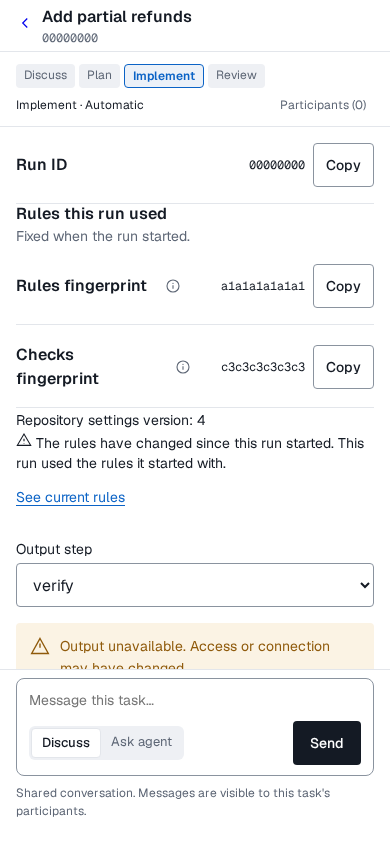 Add partial refunds
00000000
Discuss
Plan
Implement
Review
Implement · Automatic
Participants (0)
Run ID
00000000
Copy
Rules this run used
Fixed when the run started.
Rules fingerprint
a1a1a1a1a1a1
Copy
Checks
fingerprint
c3c3c3c3c3c3
Copy
Repository settings version: 4
The rules have changed since this run started. This
run used the rules it started with.
See current rules
Output step
verify
Output unavailable. Access or connection
may have changed
Message this task...
Discuss
Ask agent
Send
Shared conversation. Messages are visible to this task's
participants.